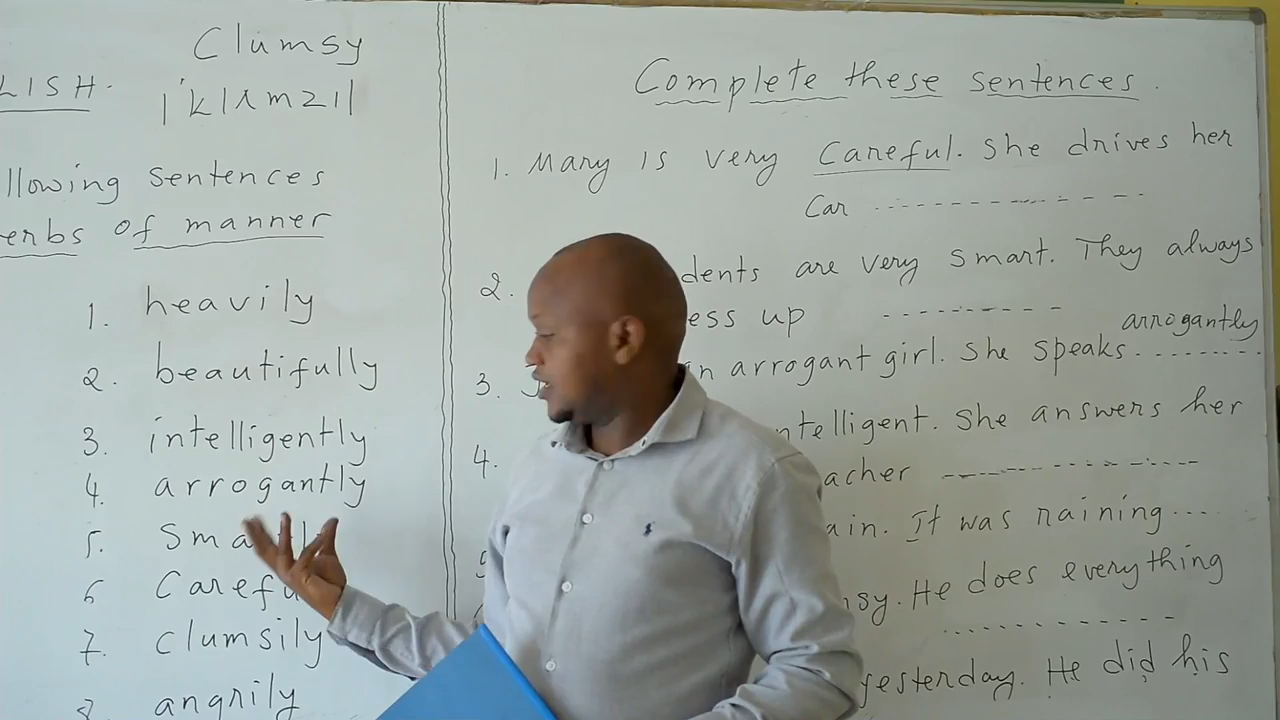 Clumsy
LISH.
|ˈklʌmzɪ|
llowing sentences
erbs of manner
1. heavily
2. beautifully
3. intelligently
4. arrogantly
5.
6
7. clumsily
8. angrily
Complete these sentences.
1. Mary is very Careful. She drives her
Car ------------
2. dents are very smart. They always
ess up ---------
arrogantly
3. n arrogant girl. She speaks.........
4. ntelligent. She answers her
acher ------------
ain. It was raining....
sy. He does everything
.............
yesterday. He did his